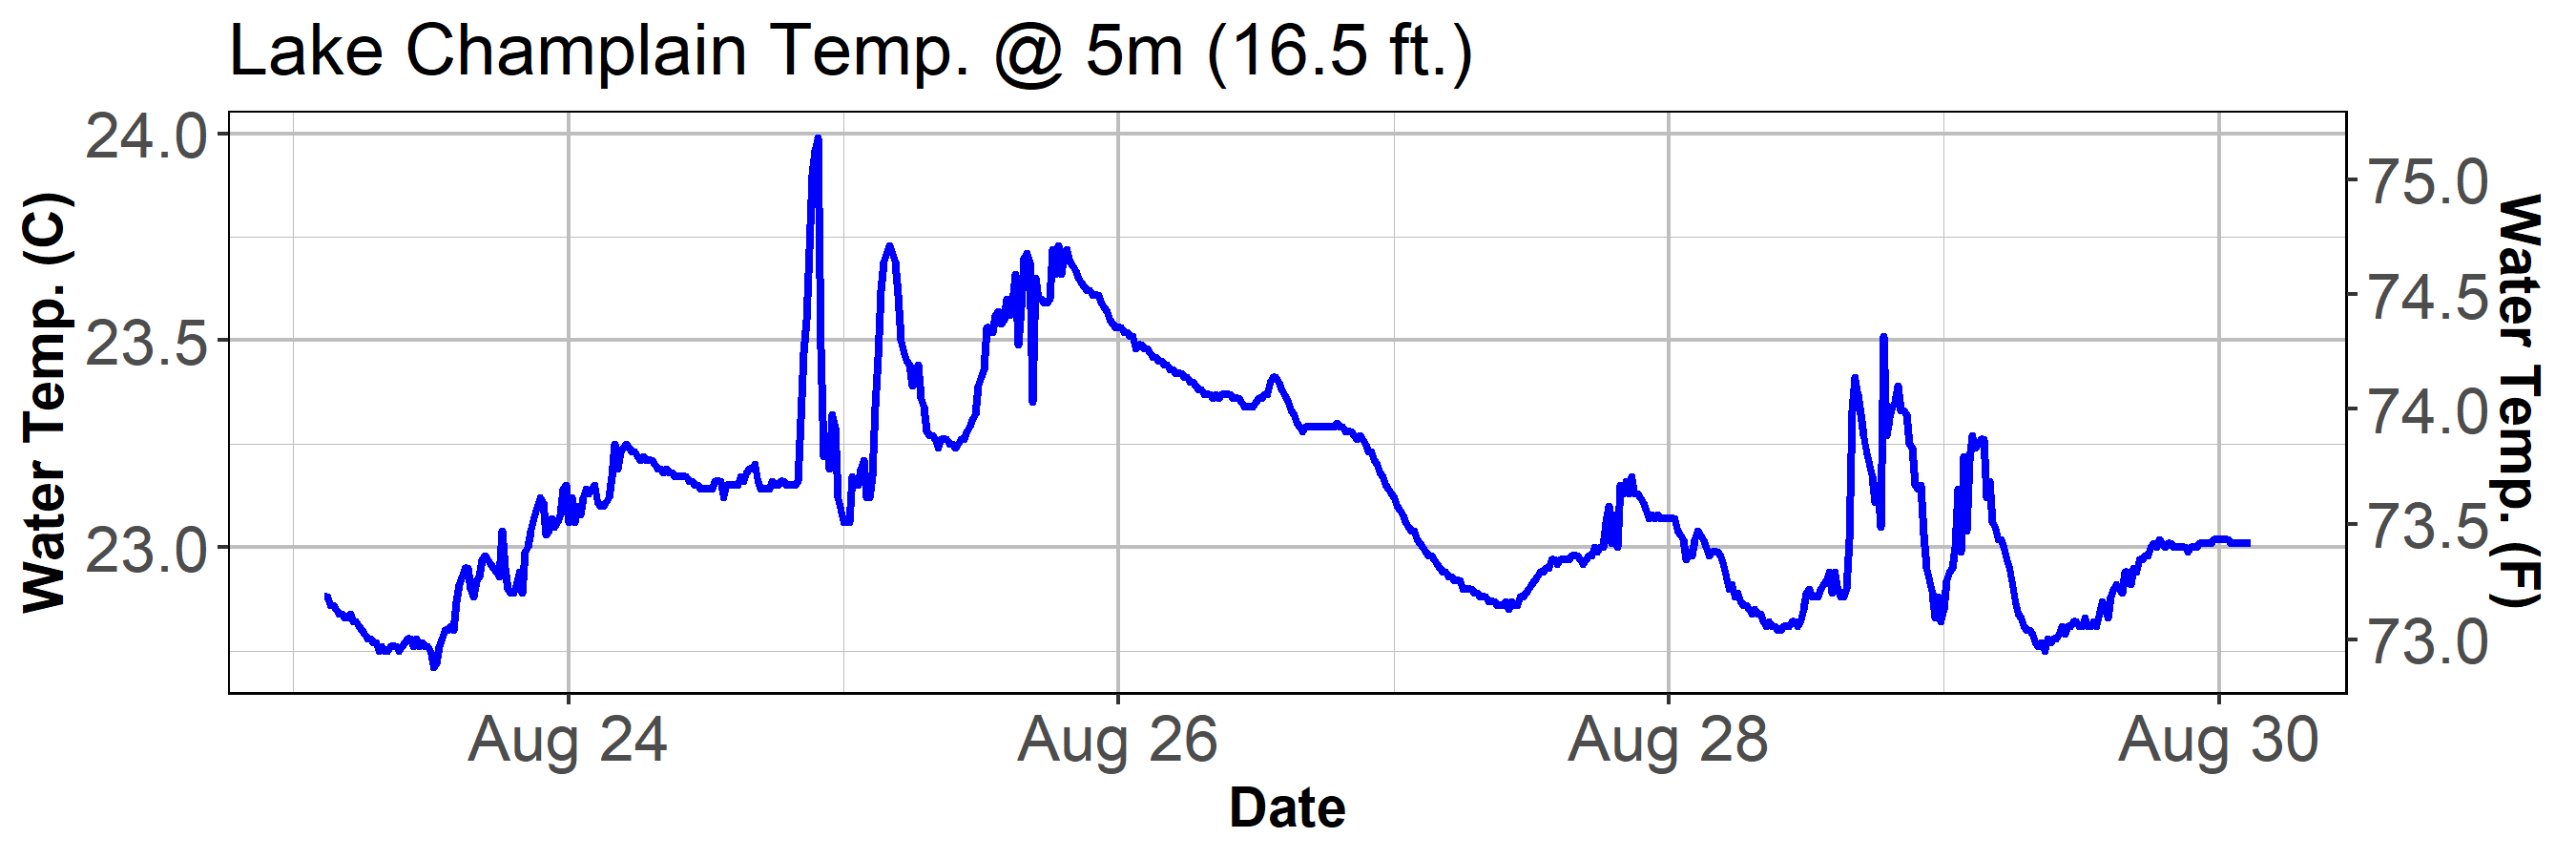 Lake Champlain Temp. @ 5m (16.5 ft.)
Water Temp. (C)
24.0
23.5
23.0
75.0
74.5
74.0
73.5
73.0
Water Temp. (F)
Aug 24 Aug 26 Aug 28 Aug 30
Date